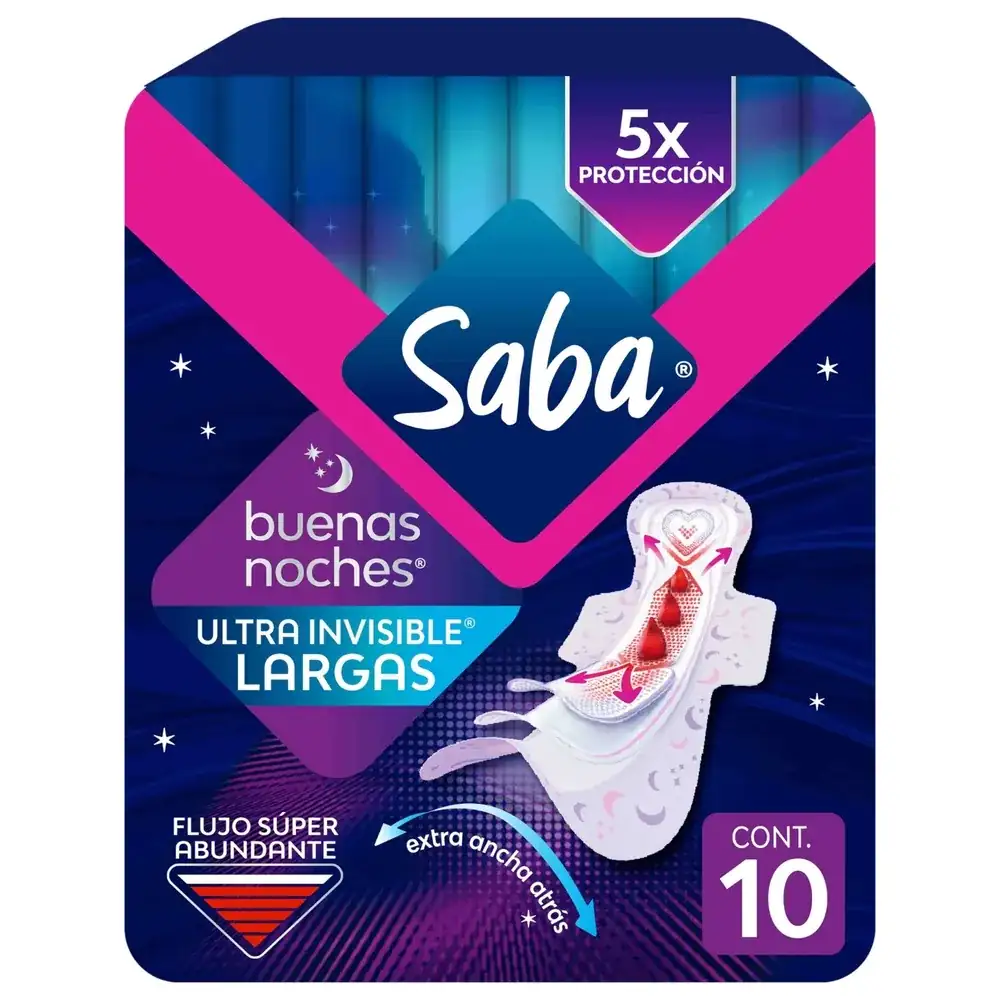 5x
PROTECCIÓN
Saba®
buenas
noches®
ULTRA INVISIBLE®
LARGAS
FLUJO SÚPER
ABUNDANTE
extra ancha atrás
CONT.
10